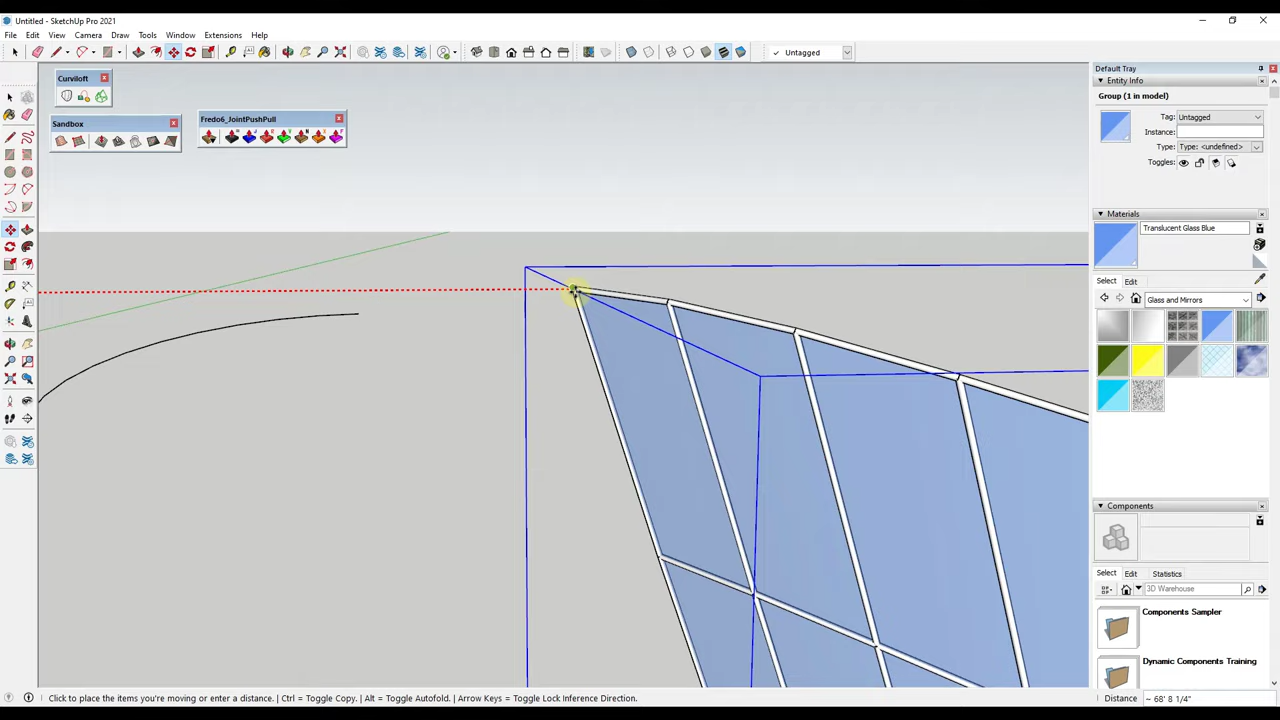 Untitled - SketchUp Pro 2021
File Edit View Camera Draw Tools Window Extensions Help
Untagged
Curviloft
Sandbox
Fredo6_JointPushPull
Default Tray
Entity Info
Group (1 in model)
Tag: Untagged
Instance:
Type: Type: <undefined>
Toggles:
Materials
Translucent Glass Blue
Select Edit
Glass and Mirrors
Components
Select Edit Statistics
3D Warehouse
Components Sampler
Dynamic Components Training
Click to place the items you're moving or enter a distance. | Ctrl = Toggle Copy. | Alt = Toggle Autofold. | Arrow Keys = Toggle Lock Inference Direction.
Distance ~ 68' 8 1/4"